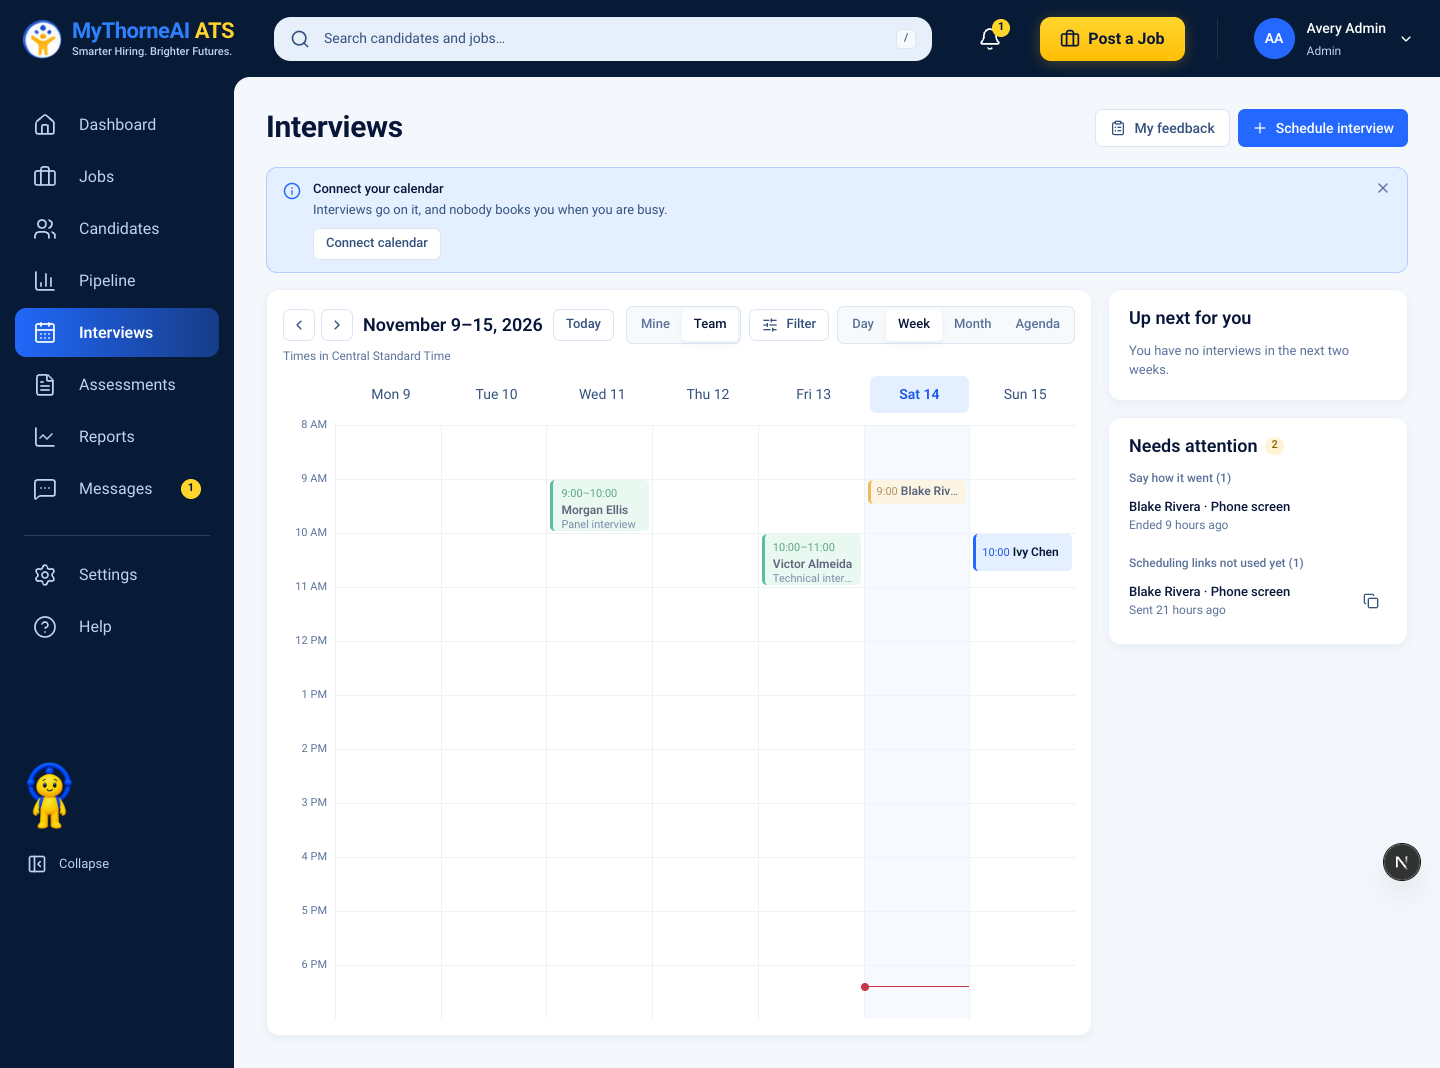 MyThorneAI ATS
Smarter Hiring. Brighter Futures.
Search candidates and jobs...
/
1
Post a Job
AA
Avery Admin
Admin
Dashboard
Jobs
Candidates
Pipeline
Interviews
Assessments
Reports
Messages
1
Settings
Help
Collapse
Interviews
My feedback
Schedule interview
Connect your calendar
Interviews go on it, and nobody books you when you are busy.
Connect calendar
November 9–15, 2026
Today
Mine
Team
Filter
Day
Week
Month
Agenda
Times in Central Standard Time
Mon 9
Tue 10
Wed 11
Thu 12
Fri 13
Sat 14
Sun 15
8 AM
9 AM
10 AM
11 AM
12 PM
1 PM
2 PM
3 PM
4 PM
5 PM
6 PM
9:00–10:00
Morgan Ellis
Panel interview
10:00–11:00
Victor Almeida
Technical inter...
9:00 Blake Riv...
10:00 Ivy Chen
Up next for you
You have no interviews in the next two
weeks.
Needs attention 2
Say how it went (1)
Blake Rivera · Phone screen
Ended 9 hours ago
Scheduling links not used yet (1)
Blake Rivera · Phone screen
Sent 21 hours ago
N